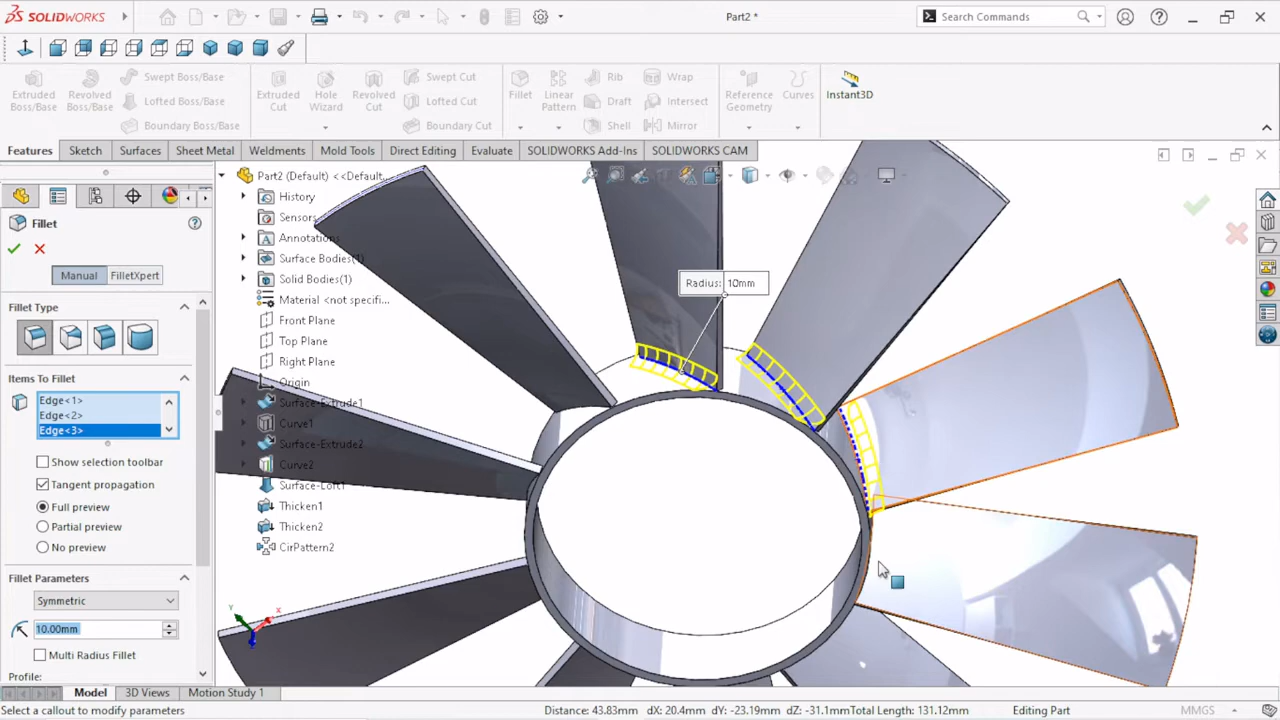 SOLIDWORKS
Part2 *
Search Commands
Extruded Boss/Base
Revolved Boss/Base
Swept Boss/Base
Lofted Boss/Base
Boundary Boss/Base
Extruded Cut
Hole Wizard
Revolved Cut
Swept Cut
Lofted Cut
Boundary Cut
Fillet
Linear Pattern
Rib
Draft
Shell
Wrap
Intersect
Mirror
Reference Geometry
Curves
Instant3D
Features
Sketch
Surfaces
Sheet Metal
Weldments
Mold Tools
Direct Editing
Evaluate
SOLIDWORKS Add-Ins
SOLIDWORKS CAM
Fillet
Manual
FilletXpert
Fillet Type
Items To Fillet
Edge<1>
Edge<2>
Edge<3>
Show selection toolbar
Tangent propagation
Full preview
Partial preview
No preview
Fillet Parameters
Symmetric
10.00mm
Multi Radius Fillet
Profile:
Part2 (Default) <<Default...
History
Sensors
Annotations
Surface Bodies(1)
Solid Bodies(1)
Material <not specifi...
Front Plane
Top Plane
Right Plane
Origin
Surface-Extrude1
Curve1
Surface-Extrude2
Curve2
Surface-Loft1
Thicken1
Thicken2
CirPattern2
Radius: 10mm
Y
X
Model
3D Views
Motion Study 1
Select a callout to modify parameters
Distance: 43.83mm dX: 20.4mm dY: -23.19mm dZ: -31.1mmTotal Length: 131.12mm
Editing Part
MMGS